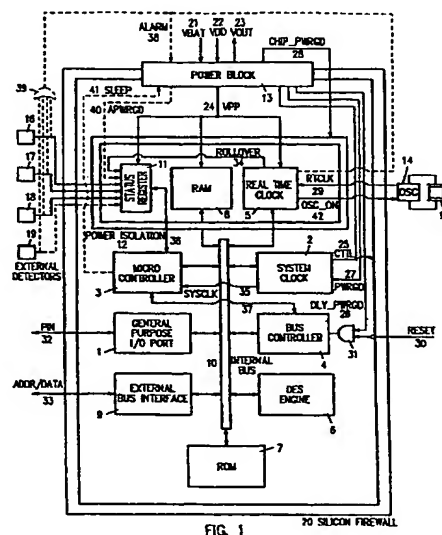 ALARM
38
21
VBAT
22
VDD
23
VOUT
CHIP_PWRGD
28
41 SLEEP
40
APWRGD
POWER BLOCK
13
39
24
VPP
16
17
18
19
EXTERNAL
DETECTORS
11
STATUS
REGISTER
ROLLOVER
34
RAM
8
REAL TIME
CLOCK
5
RTCLK
29
OSC_ON
42
14
OSC
POWER ISOLATION
12
36
MICRO
CONTROLLER
3
2
SYSTEM
CLOCK
25
CTLL
27
PWRGD
SYSCLK
35
37
DLY_PWRGD
26
PIN
32
GENERAL
PURPOSE
I/O PORT
1
10
INTERNAL
BUS
BUS
CONTROLLER
4
31
RESET
30
ADDR/DATA
33
EXTERNAL
BUS INTERFACE
9
DES
ENGINE
6
ROM
7
FIG. 1
20 SILICON FIREWALL